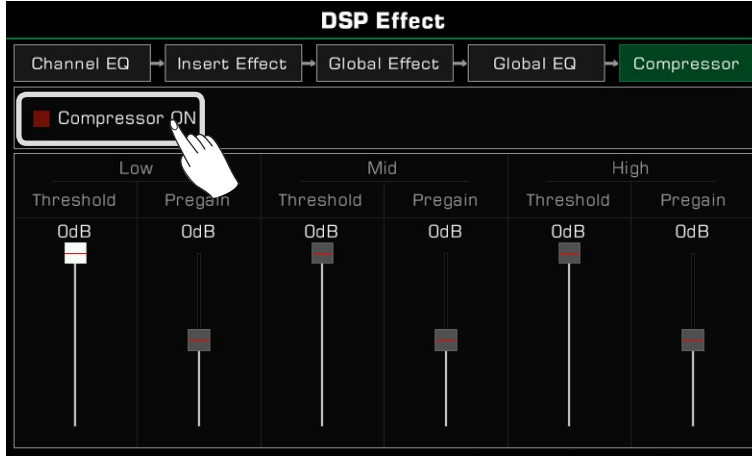 DSP Effect
Channel EQ Insert Effect Global Effect Global EQ Compressor
Compressor ON
Low Mid High
Threshold Pregain Threshold Pregain Threshold Pregain
0dB 0dB 0dB 0dB 0dB 0dB